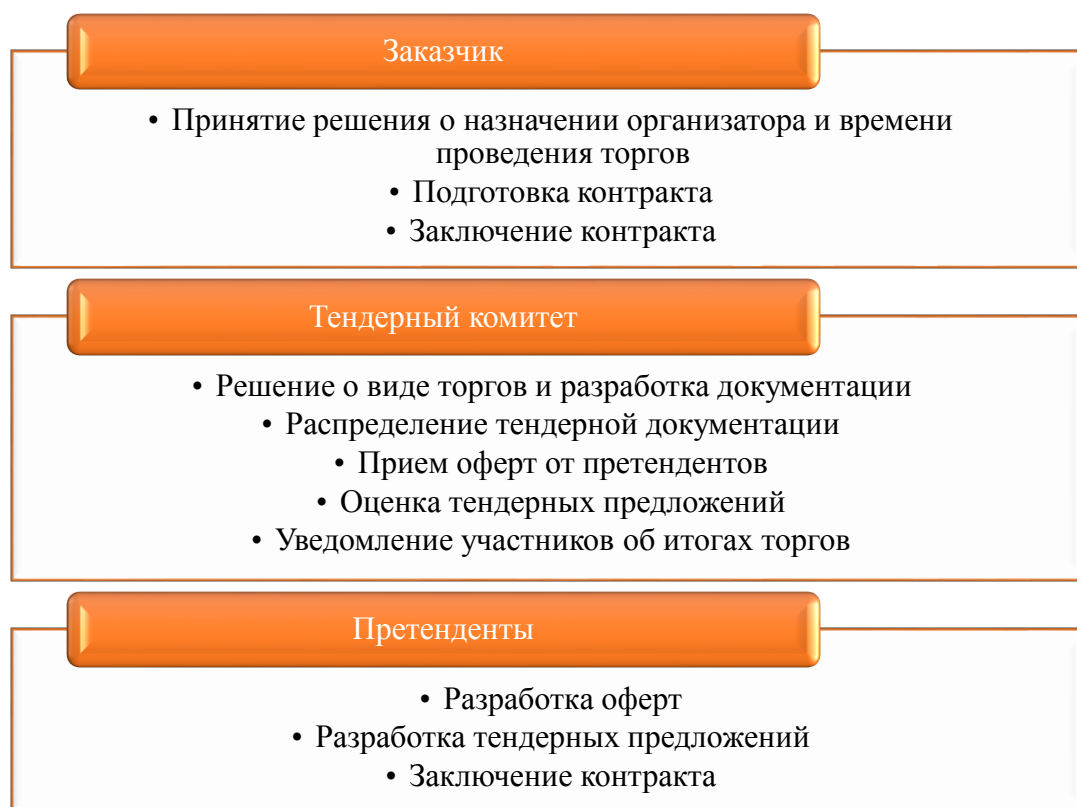 Заказчик
• Принятие решения о назначении организатора и времени
проведения торгов
• Подготовка контракта
• Заключение контракта
Тендерный комитет
• Решение о виде торгов и разработка документации
• Распределение тендерной документации
• Прием оферт от претендентов
• Оценка тендерных предложений
• Уведомление участников об итогах торгов
Претенденты
• Разработка оферт
• Разработка тендерных предложений
• Заключение контракта